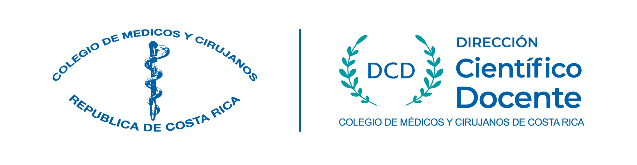 COLEGIO DE MEDICOS Y CIRUJANOS
REPUBLICA DE COSTA RICA
DCD
DIRECCIÓN
Científico
Docente
COLEGIO DE MÉDICOS Y CIRUJANOS DE COSTA RICA